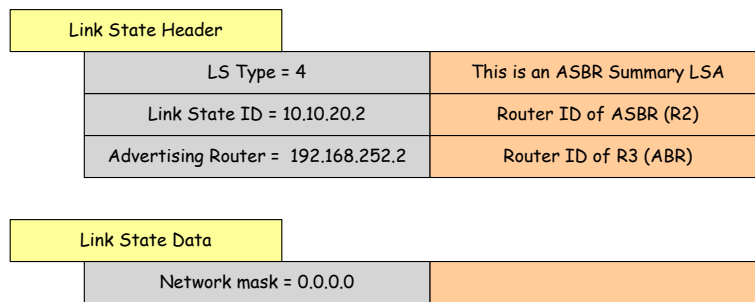 Link State Header
LS Type = 4
This is an ASBR Summary LSA
Link State ID = 10.10.20.2
Router ID of ASBR (R2)
Advertising Router = 192.168.252.2
Router ID of R3 (ABR)
Link State Data
Network mask = 0.0.0.0